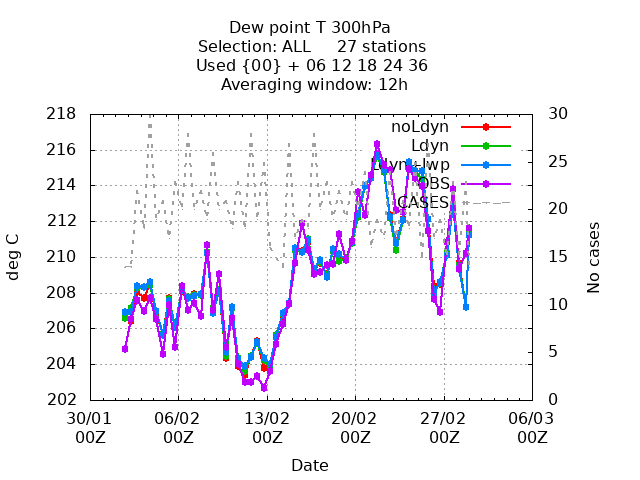 Dew point T 300hPa
Selection: ALL 27 stations
Used {00} + 06 12 18 24 36
Averaging window: 12h
218
216
214
212
210
208
206
204
202
30
25
20
15
10
5
0
noLdyn
Ldyn
Ldyn+lwp
OBS
CASES
deg C
No cases
30/01 06/02 13/02 20/02 27/02 06/03
00Z 00Z 00Z 00Z 00Z 00Z
Date